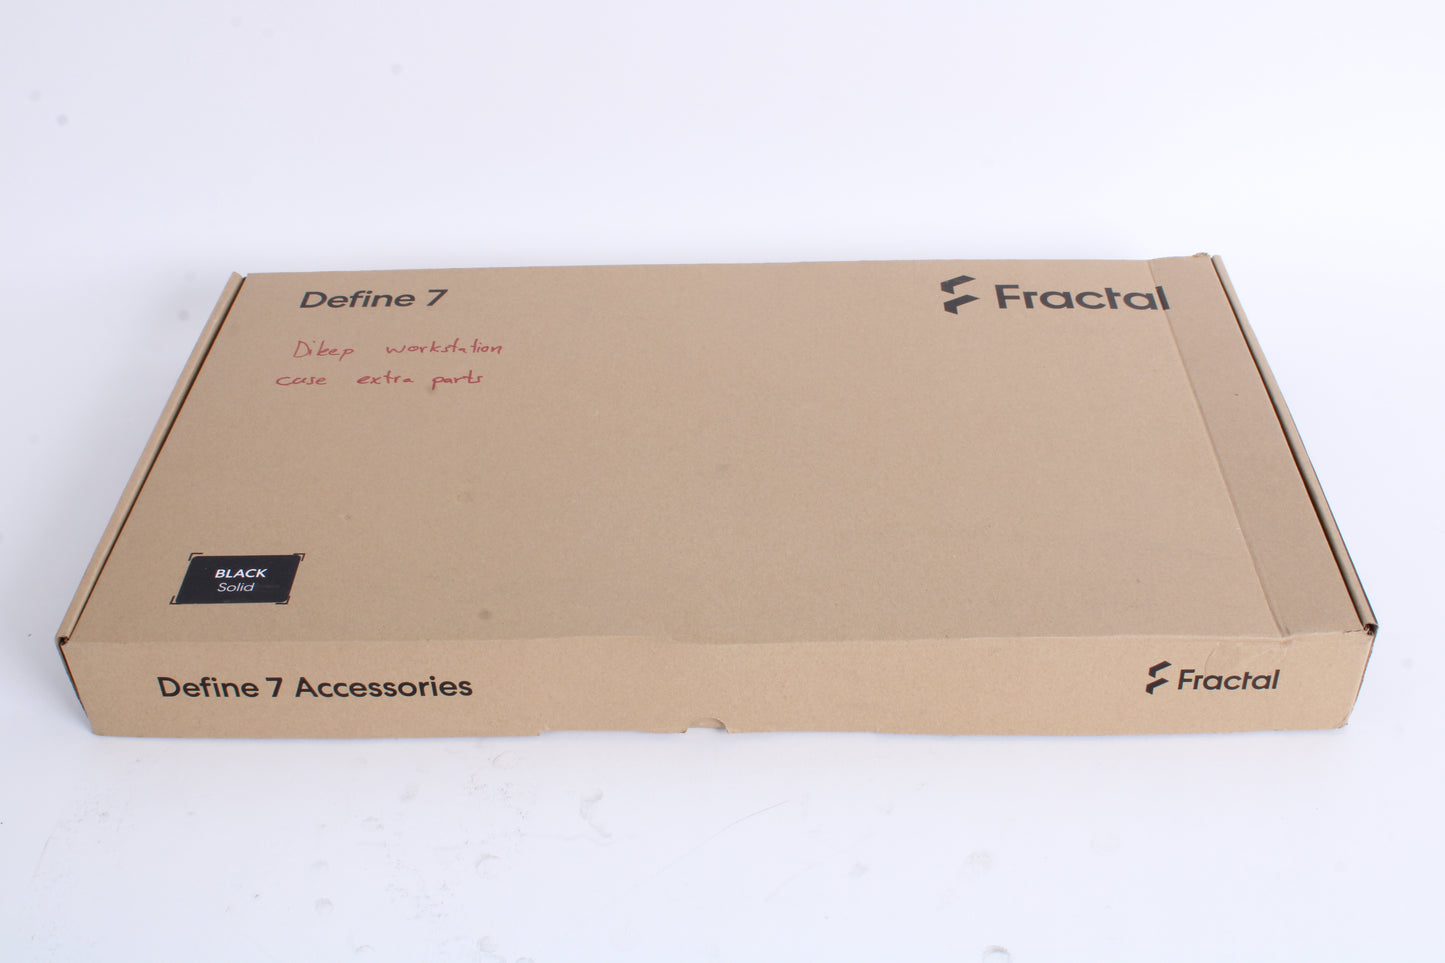 Define 7
Fractal
Dikep workstation
case extra parts
BLACK
Solid
Define 7 Accessories
Fractal